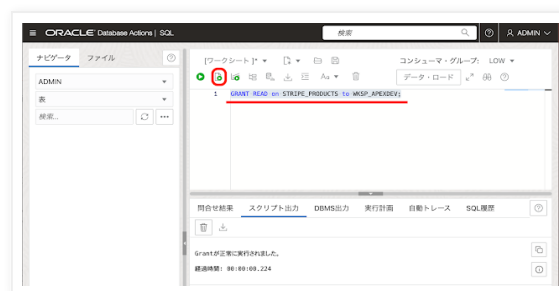 ORACLE Database Actions | SQL
検索
ADMIN
ナビゲータ ファイル
ADMIN
表
検索...
[ワークシート]*
コンシューマ・グループ: LOW
Aa
データ・ロード
1 GRANT READ on STRIPE_PRODUCTS to WKSP_APEXDEV;
問合せ結果 スクリプト出力 DBMS出力 実行計画 自動トレース SQL履歴
Grantが正常に実行されました。
経過時間: 00:00:00.224